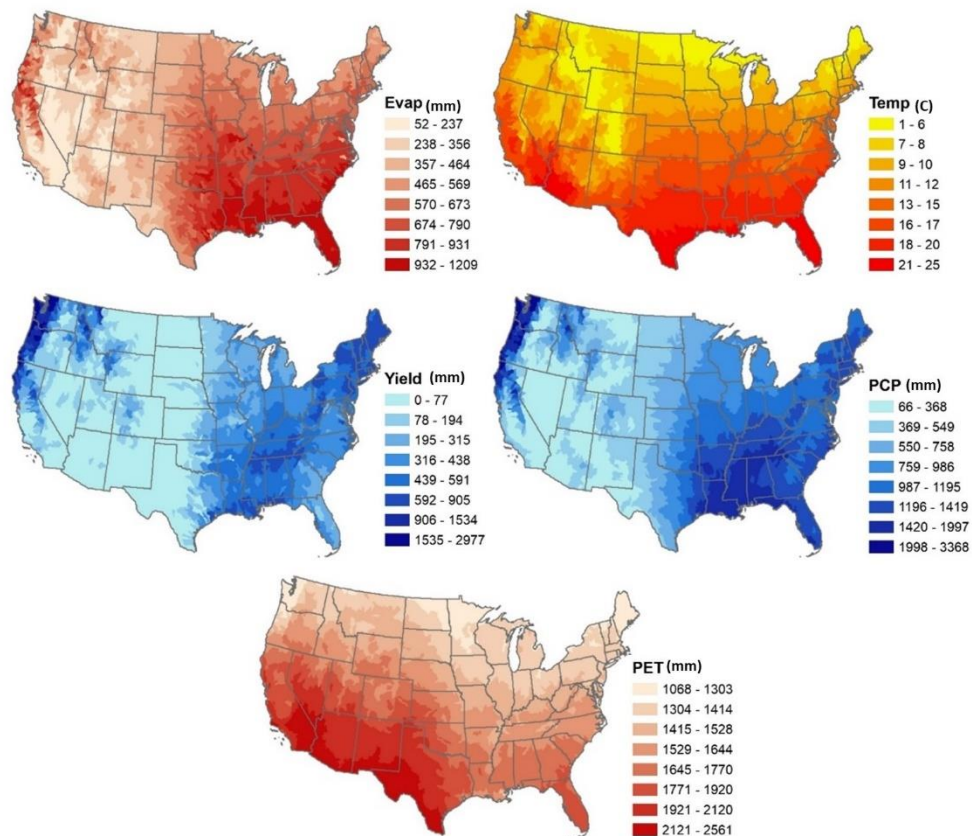 Evap (mm)
52 - 237
238 - 356
357 - 464
465 - 569
570 - 673
674 - 790
791 - 931
932 - 1209
Temp (C)
1 - 6
7 - 8
9 - 10
11 - 12
13 - 15
16 - 17
18 - 20
21 - 25
Yield (mm)
0 - 77
78 - 194
195 - 315
316 - 438
439 - 591
592 - 905
906 - 1534
1535 - 2977
PCP (mm)
66 - 368
369 - 549
550 - 758
759 - 986
987 - 1195
1196 - 1419
1420 - 1997
1998 - 3368
PET (mm)
1068 - 1303
1304 - 1414
1415 - 1528
1529 - 1644
1645 - 1770
1771 - 1920
1921 - 2120
2121 - 2561